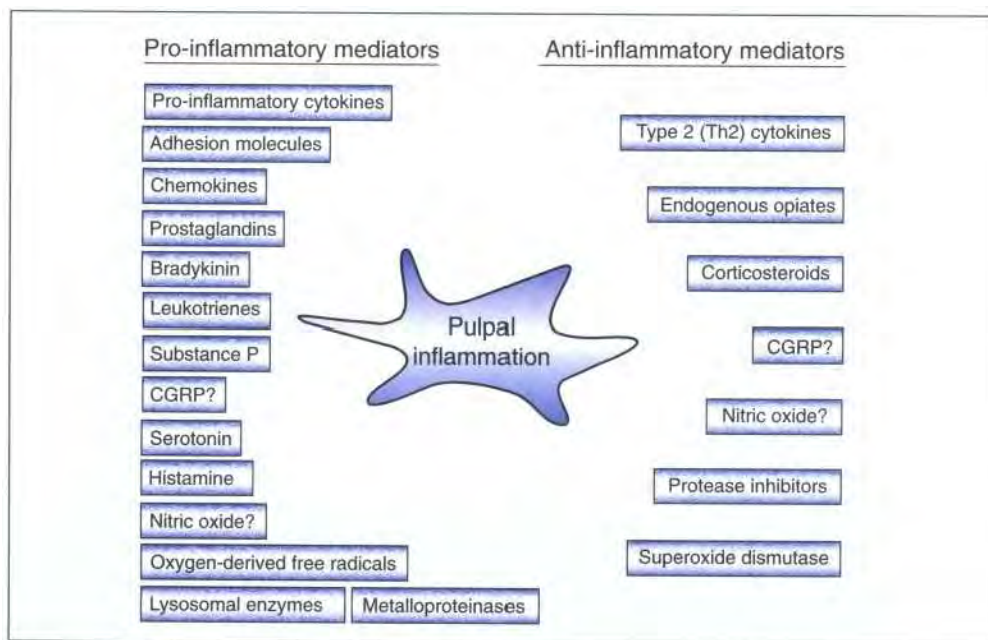 Pro-inflammatory mediators
Pro-inflammatory cytokines
Adhesion molecules
Chemokines
Prostaglandins
Bradykinin
Leukotrienes
Substance P
CGRP?
Serotonin
Histamine
Nitric oxide?
Oxygen-derived free radicals
Lysosomal enzymes
Metalloproteinases
Pulpal
inflammation
Anti-inflammatory mediators
Type 2 (Th2) cytokines
Endogenous opiates
Corticosteroids
CGRP?
Nitric oxide?
Protease inhibitors
Superoxide dismutase